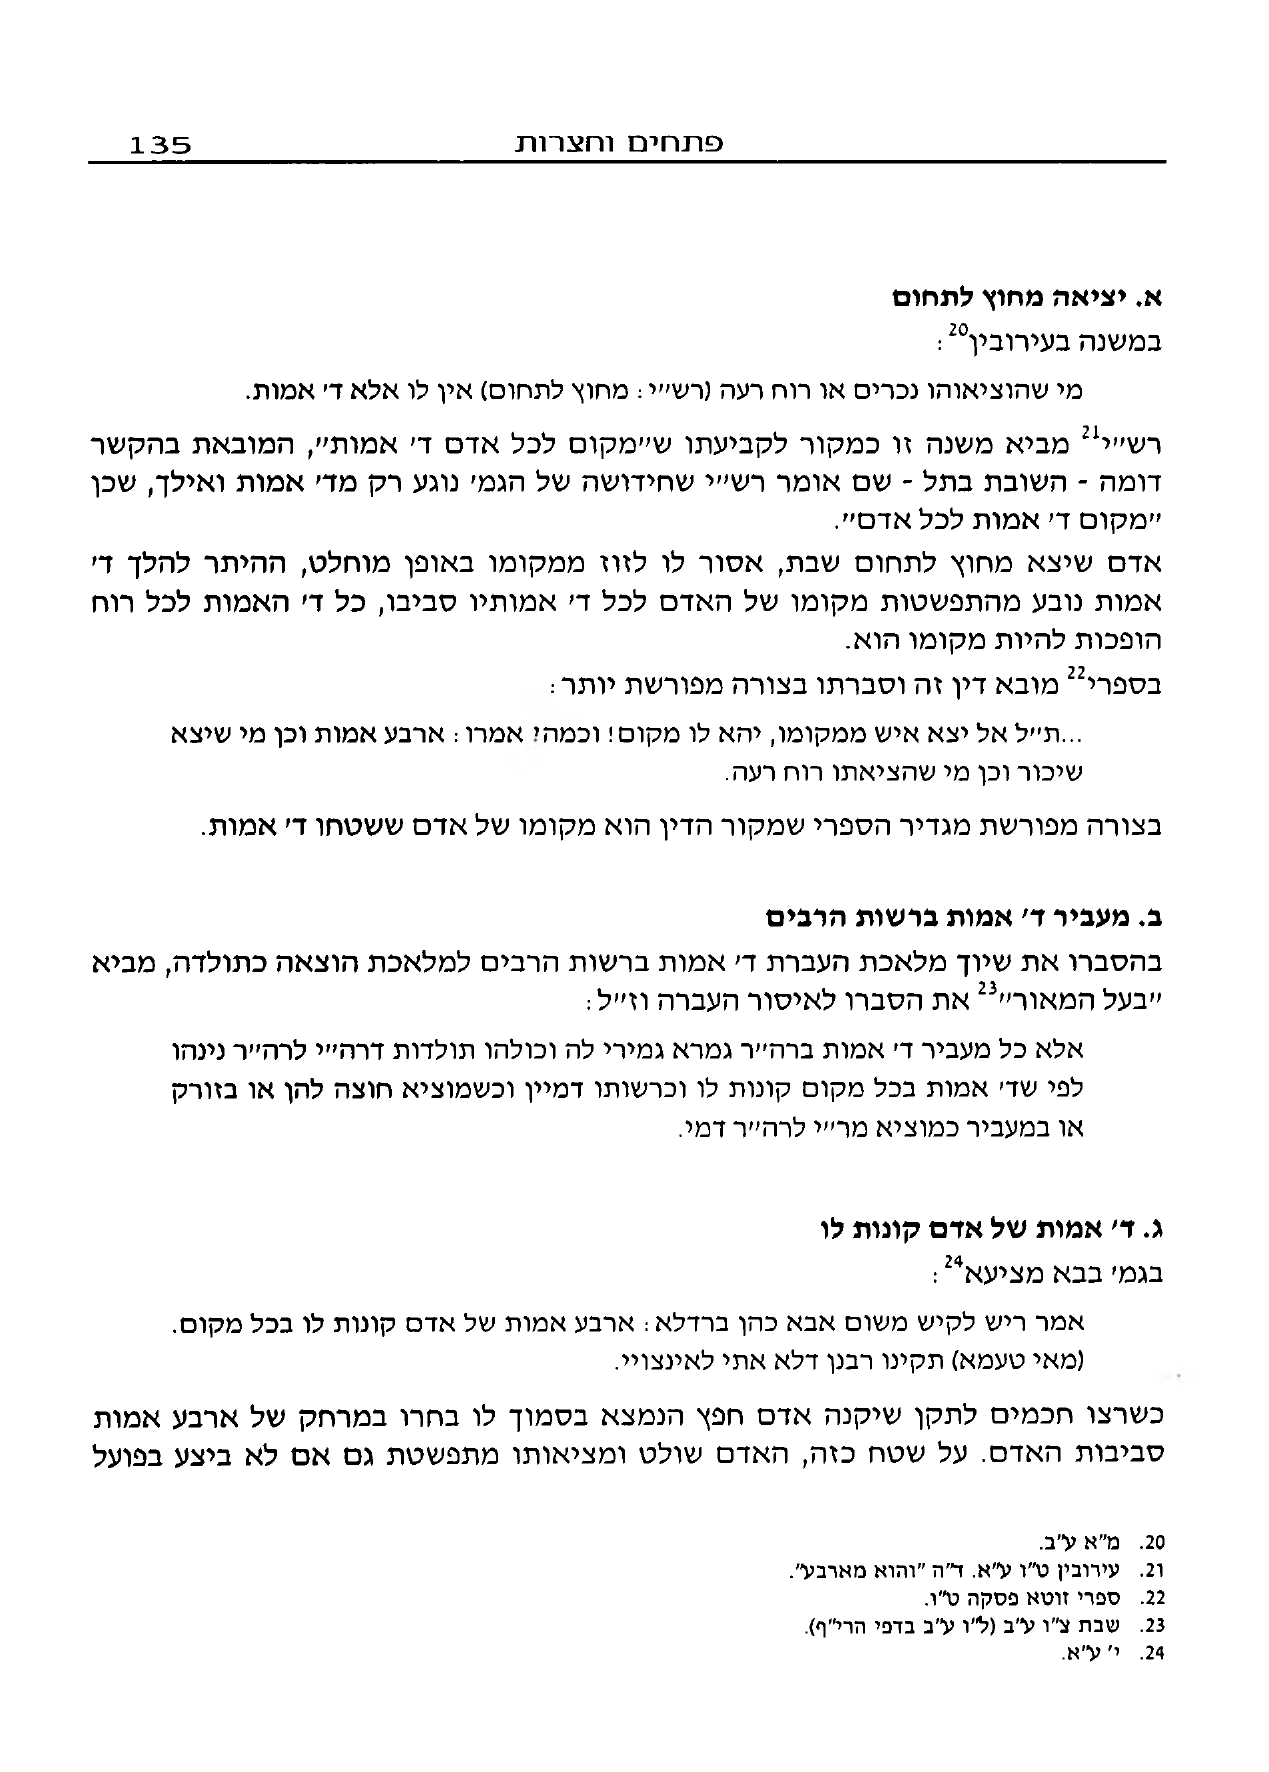 פתחים וחצרות 135
א. יציאה מחוץ לתחום
במשנה בעירובין20:
מי שהוציאוהו נכרים או רוח רעה (רש״י: מחוץ לתחום) אין לו אלא ד׳ אמות.
רש״י21 מביא משנה זו כמקור לקביעתו ש״מקום לכל אדם ד׳ אמות״, המובאת בהקשר
דומה - השובת בתל - שם אומר רש״י שחידושה של הגמ׳ נוגע רק מד׳ אמות ואילך, שכן
״מקום ד׳ אמות לכל אדם״.
אדם שיצא מחוץ לתחום שבת, אסור לו לזוז ממקומו באופן מוחלט, ההיתר להלך ד׳
אמות נובע מהתפשטות מקומו של האדם לכל ד׳ אמותיו סביבו, כל ד׳ האמות לכל רוח
הופכות להיות מקומו הוא.
בספרי22 מובא דין זה וסברתו בצורה מפורשת יותר:
...ת״ל אל יצא איש ממקומו, יהא לו מקום! וכמה? אמרו: ארבע אמות וכן מי שיצא
שיכור וכן מי שהציאתו רוח רעה.
בצורה מפורשת מגדיר הספרי שמקור הדין הוא מקומו של אדם ששטחו ד׳ אמות.
ב. מעביר ד׳ אמות ברשות הרבים
בהסברו את שיוך מלאכת העברת ד׳ אמות ברשות הרבים למלאכת הוצאה כתולדה, מביא
״בעל המאור״23 את הסברו לאיסור העברה וז״ל:
אלא כל מעביר ד׳ אמות ברה״ר גמרא גמירי לה וכולהו תולדות דרה״י לרה״ר נינהו
לפי שד׳ אמות בכל מקום קונות לו וכרשותו דמיין וכשמוציא חוצה להן או בזורק
או במעביר כמוציא מר״י לרה״ר דמי.
ג. ד׳ אמות של אדם קונות לו
בגמ׳ בבא מציעא24:
אמר ריש לקיש משום אבא כהן ברדלא: ארבע אמות של אדם קונות לו בכל מקום.
(מאי טעמא) תקינו רבנן דלא אתי לאינצויי.
כשרצו חכמים לתקן שיקנה אדם חפץ הנמצא בסמוך לו בחרו במרחק של ארבע אמות
סביבות האדם. על שטח כזה, האדם שולט ומציאותו מתפשטת גם אם לא ביצע בפועל
20. מ״א ע״ב.
21. עירובין ט״ו ע״א. ד״ה ״והוא מארבע״.
22. ספרי זוטא פסקה ט״ו.
23. שבת צ״ו ע״ב (ל״ו ע״ב בדפי הרי״ף).
24. י׳ ע״א.